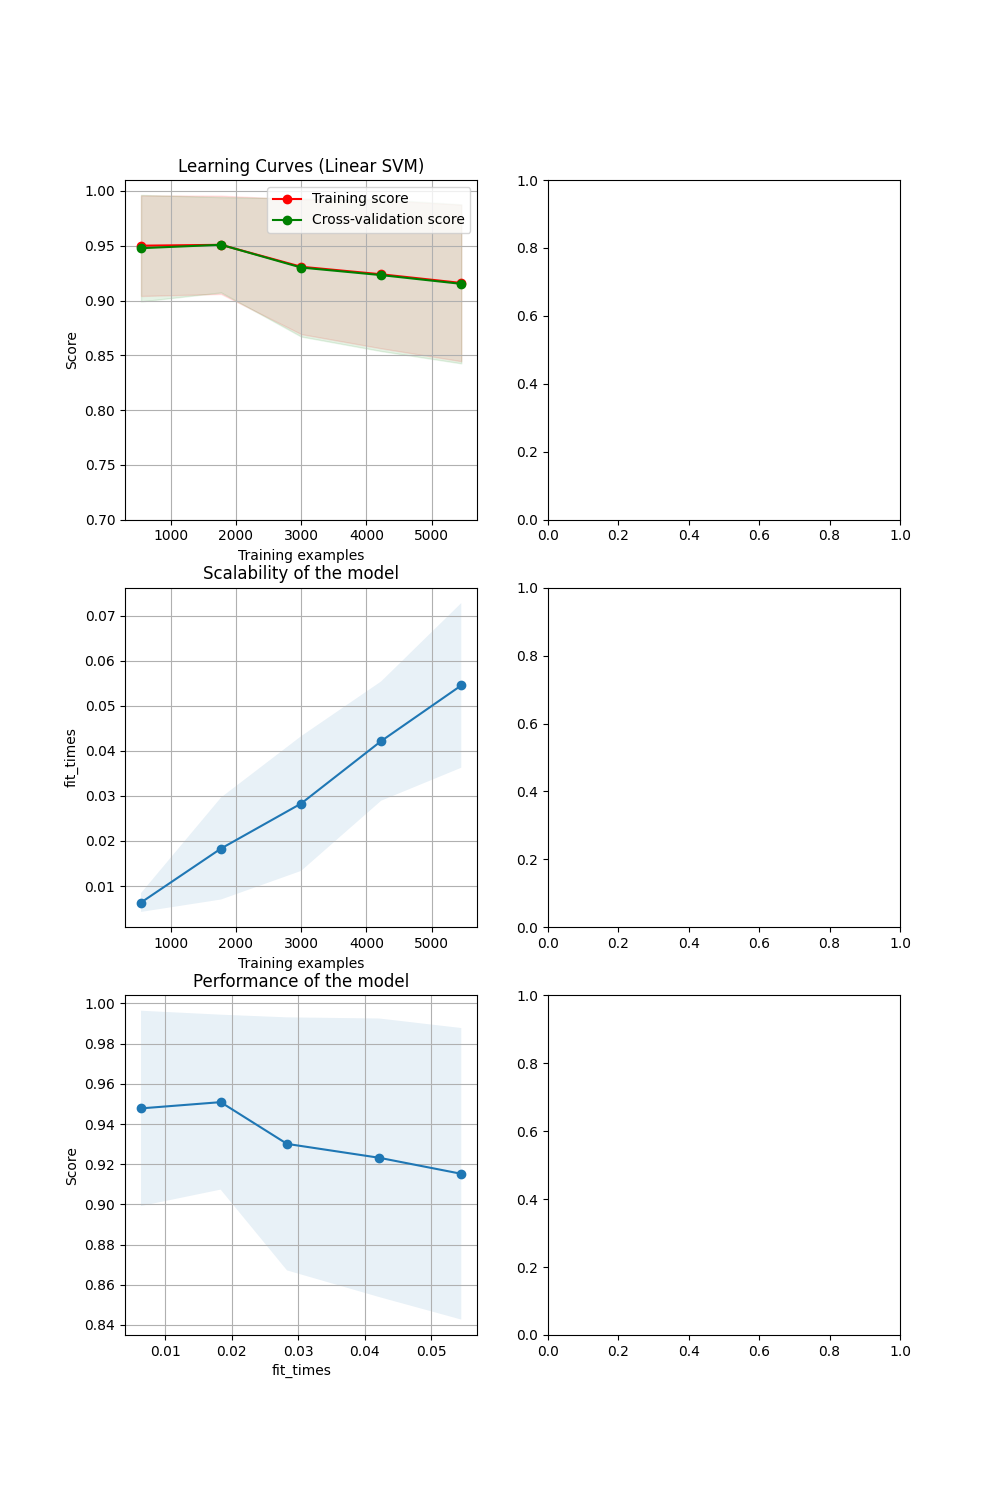 Learning Curves (Linear SVM)
Training score
Cross-validation score
1.00
0.95
0.90
0.85
0.80
0.75
0.70
Score
1000 2000 3000 4000 5000
Training examples
1.0
0.8
0.6
0.4
0.2
0.0
0.0 0.2 0.4 0.6 0.8 1.0
Scalability of the model
0.07
0.06
0.05
0.04
0.03
0.02
0.01
fit_times
1000 2000 3000 4000 5000
Training examples
1.0
0.8
0.6
0.4
0.2
0.0
0.0 0.2 0.4 0.6 0.8 1.0
Performance of the model
1.00
0.98
0.96
0.94
0.92
0.90
0.88
0.86
0.84
Score
0.01 0.02 0.03 0.04 0.05
fit_times
1.0
0.8
0.6
0.4
0.2
0.0
0.0 0.2 0.4 0.6 0.8 1.0